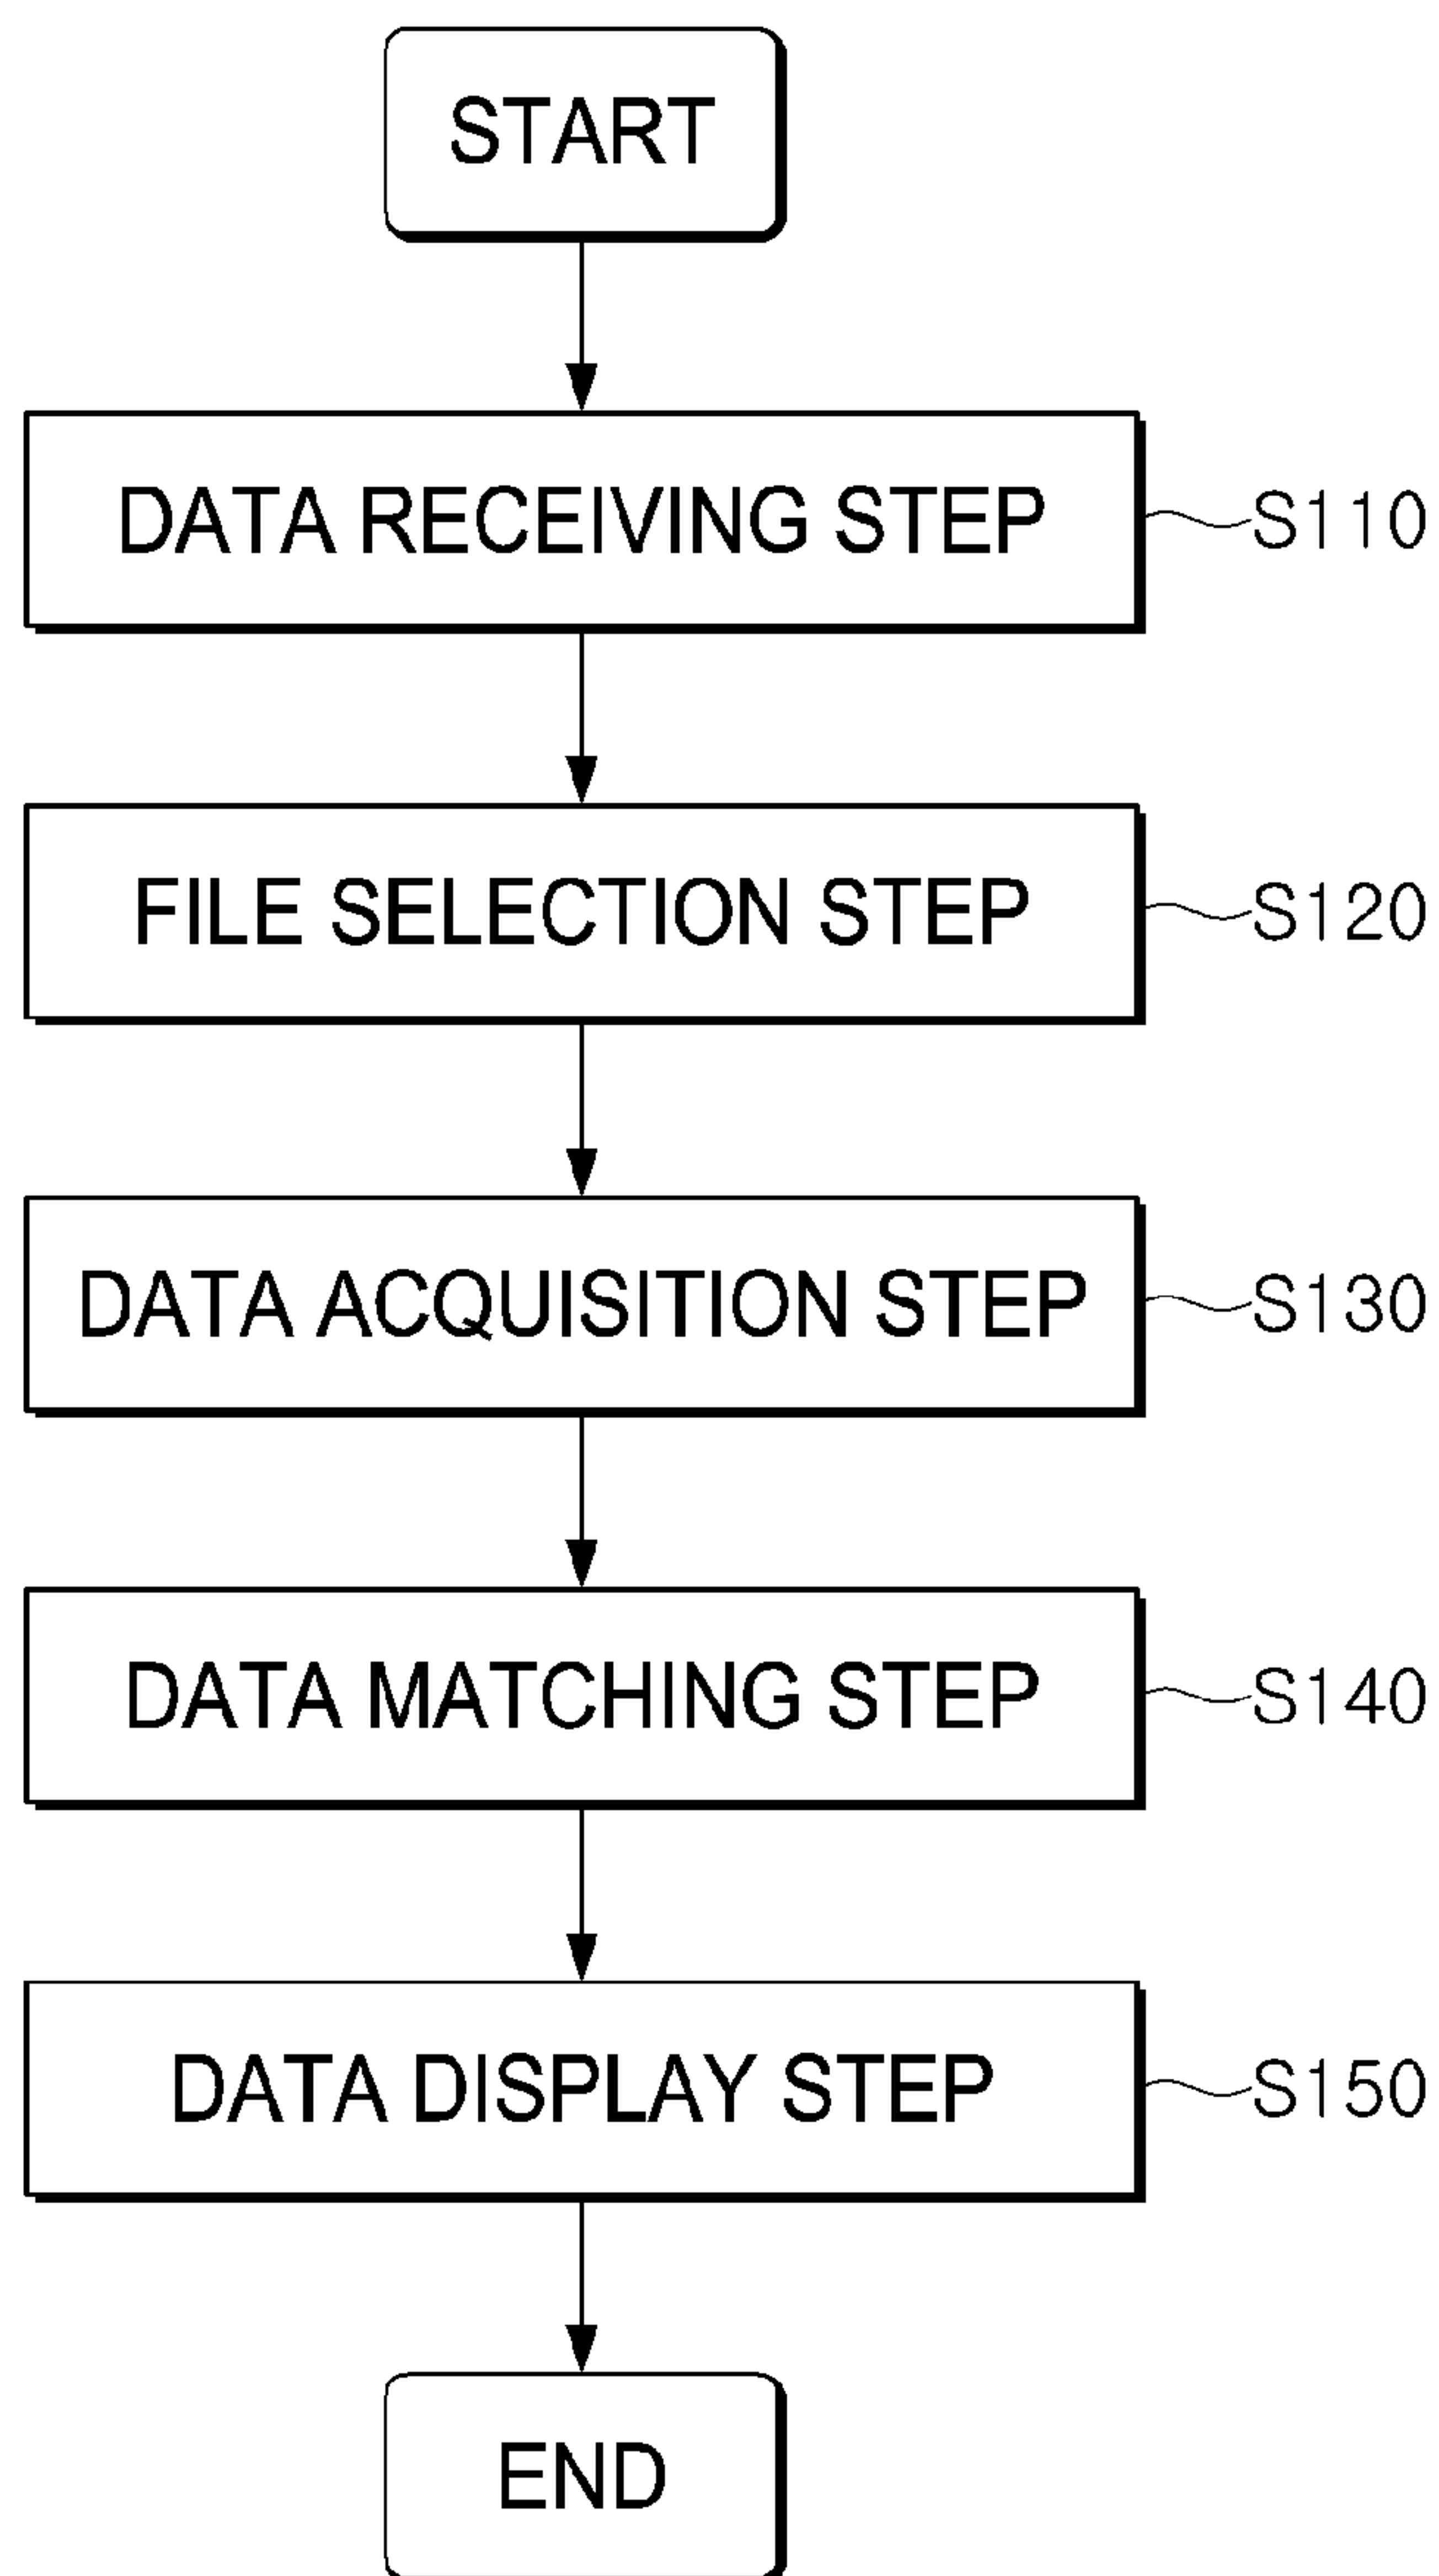 START
DATA RECEIVING STEP
S110
FILE SELECTION STEP
S120
DATA ACQUISITION STEP
S130
DATA MATCHING STEP
S140
DATA DISPLAY STEP
S150
END